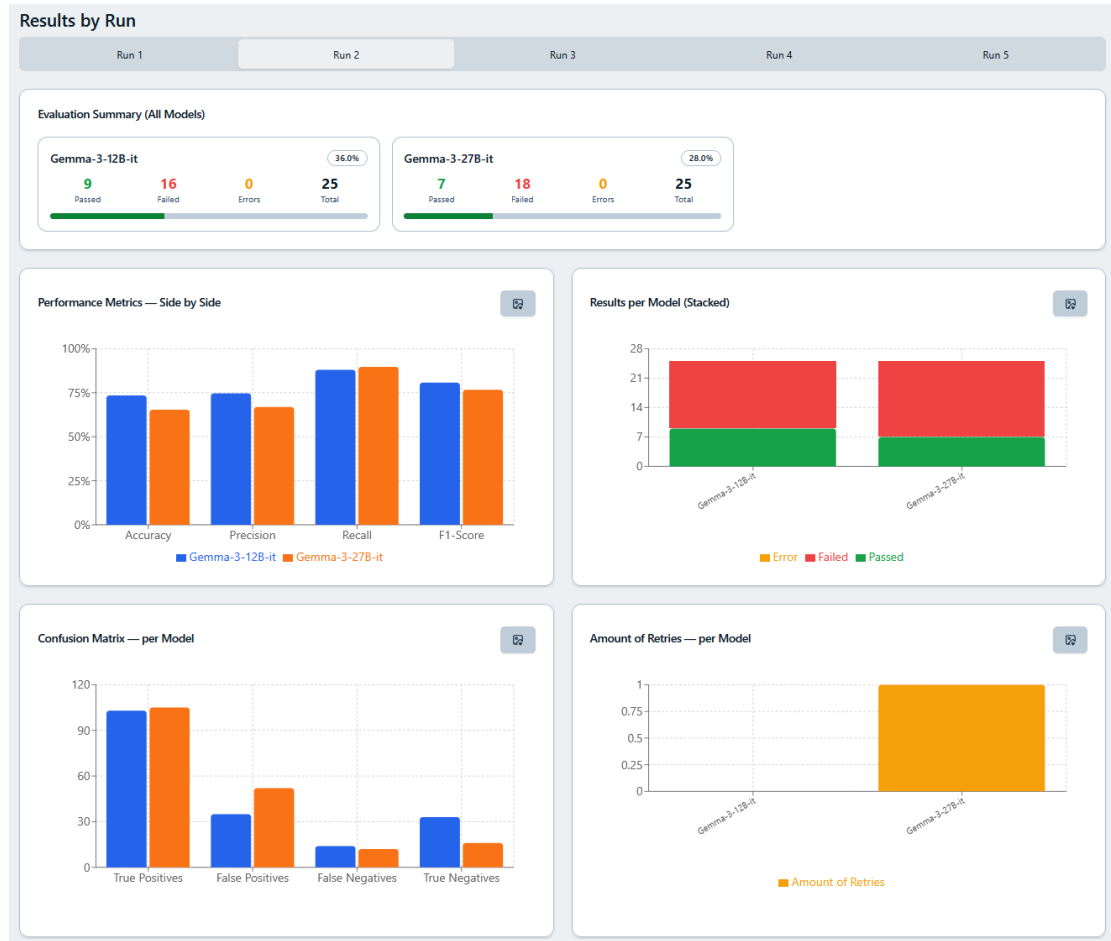 Results by Run
Run 1 Run 2 Run 3 Run 4 Run 5
Evaluation Summary (All Models)
Gemma-3-12B-it 36.0%
9 16 0 25
Passed Failed Errors Total
Gemma-3-27B-it 28.0%
7 18 0 25
Passed Failed Errors Total
Performance Metrics — Side by Side
100%
75%
50%
25%
0%
Accuracy Precision Recall F1-Score
Gemma-3-12B-it Gemma-3-27B-it
Results per Model (Stacked)
28
21
14
7
0
Gemma-3-12B-it Gemma-3-27B-it
Error Failed Passed
Confusion Matrix — per Model
120
90
60
30
0
True Positives False Positives False Negatives True Negatives
Amount of Retries — per Model
1
0.75
0.5
0.25
0
Gemma-3-12B-it Gemma-3-27B-it
Amount of Retries